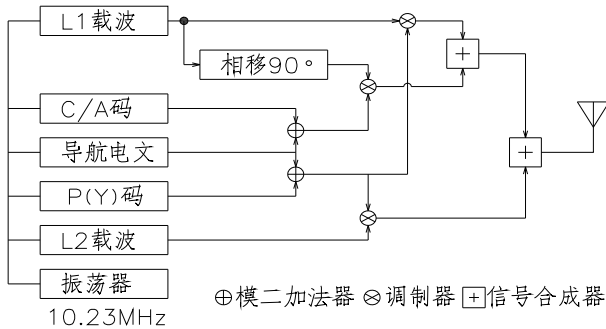 L1载波
相移90°
C/A码
导航电文
P(Y)码
L2载波
振荡器
10.23MHz
⊕模二加法器 ⊗调制器 +信号合成器